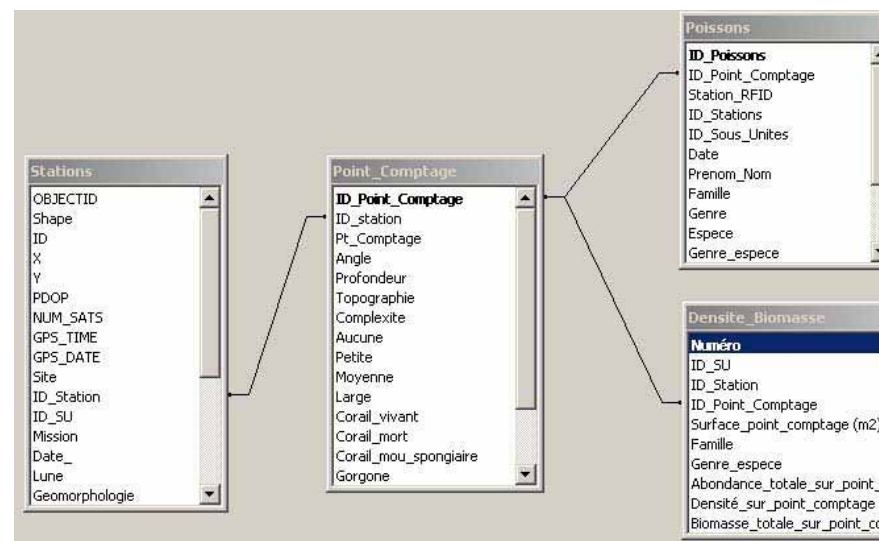 Stations
OBJECTID
Shape
ID
X
Y
PDOP
NUM_SATS
GPS_TIME
GPS_DATE
Site
ID_Station
ID_SU
Mission
Date_
Lune
Geomorphologie
Point_Comptage
ID_Point_Comptage
ID_station
Pt_Comptage
Angle
Profondeur
Topographie
Complexite
Aucune
Petite
Moyenne
Large
Corail_vivant
Corail_mort
Corail_mou_spongiaire
Gorgone
Poissons
ID_Poissons
ID_Point_Comptage
Station_RFID
ID_Stations
ID_Sous_Unites
Date
Prenom_Nom
Famille
Genre
Espece
Genre_espece
Densite_Biomasse
Numéro
ID_SU
ID_Station
ID_Point_Comptage
Surface_point_comptage (m2)
Famille
Genre_espece
Abondance_totale_sur_point_
Densité_sur_point_comptage
Biomasse_totale_sur_point_co